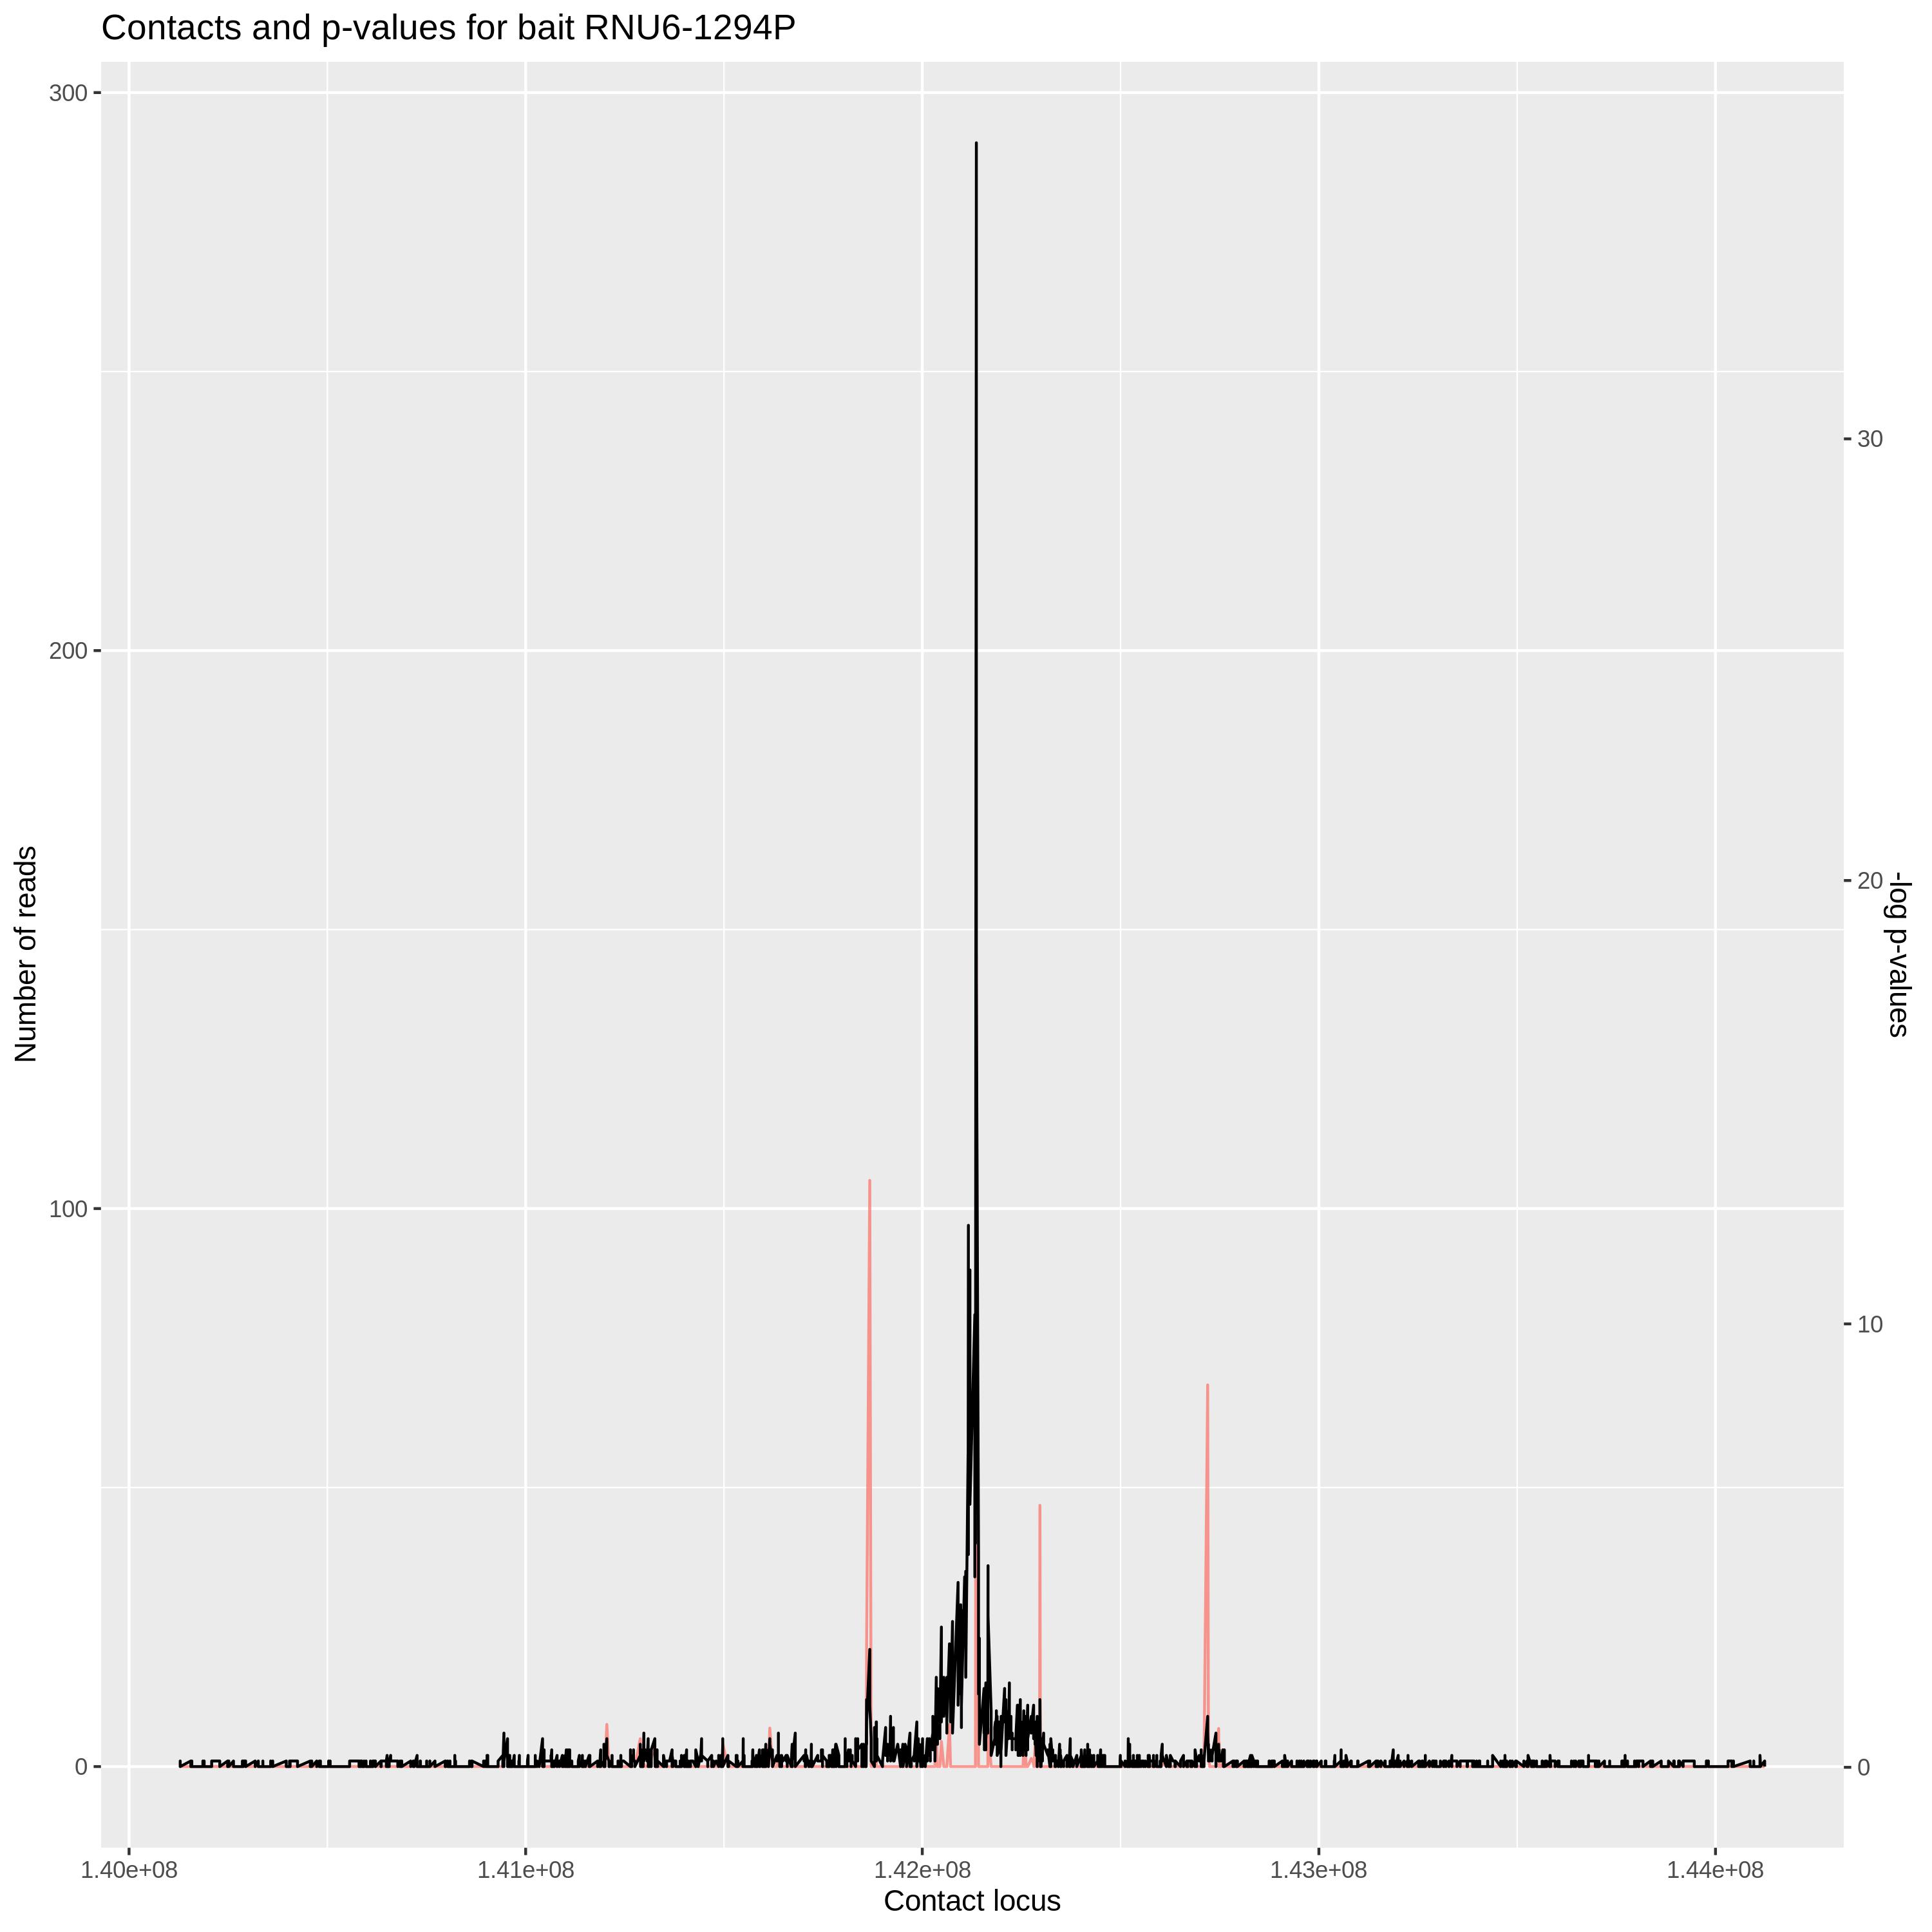 Contacts and p-values for bait RNU6-1294P
300
200
100
0
Number of reads
30
20
10
0
-log p-values
1.40e+08
1.41e+08
1.42e+08
1.43e+08
1.44e+08
Contact locus